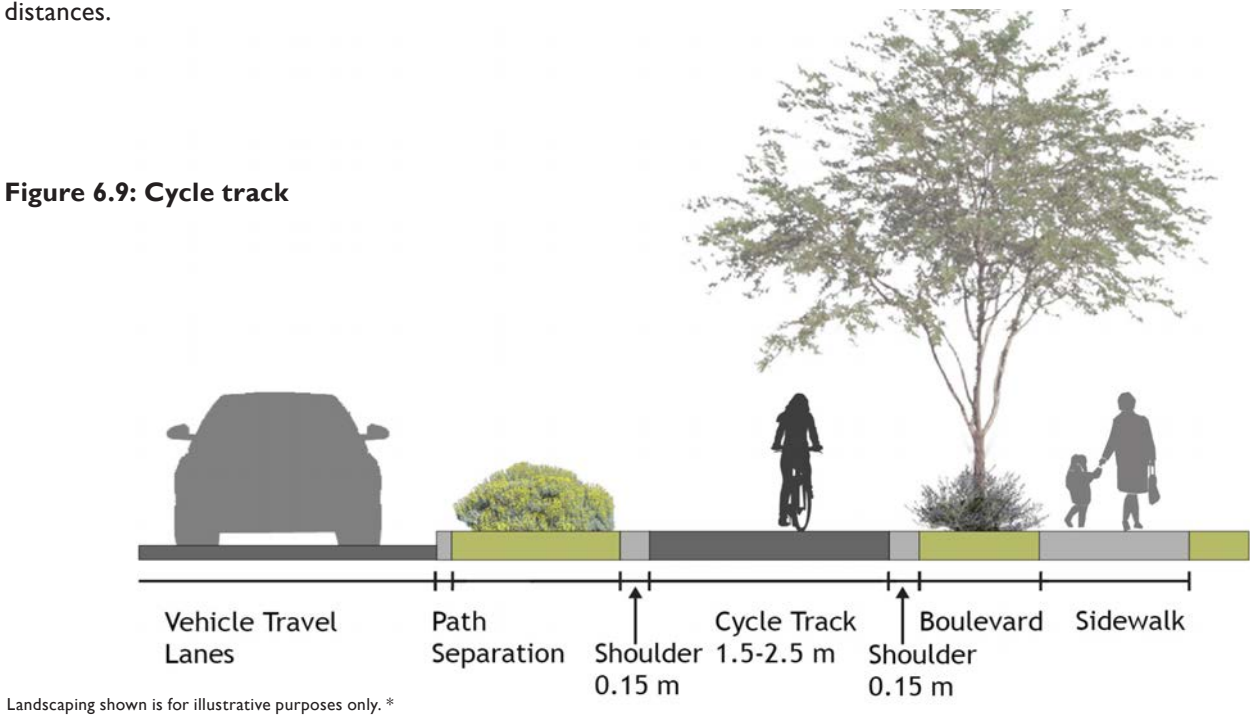 distances.
Figure 6.9: Cycle track
Vehicle Travel
Lanes
Path
Separation
Shoulder
0.15 m
Cycle Track
1.5-2.5 m
Shoulder
0.15 m
Boulevard
Sidewalk
Landscaping shown is for illustrative purposes only. *